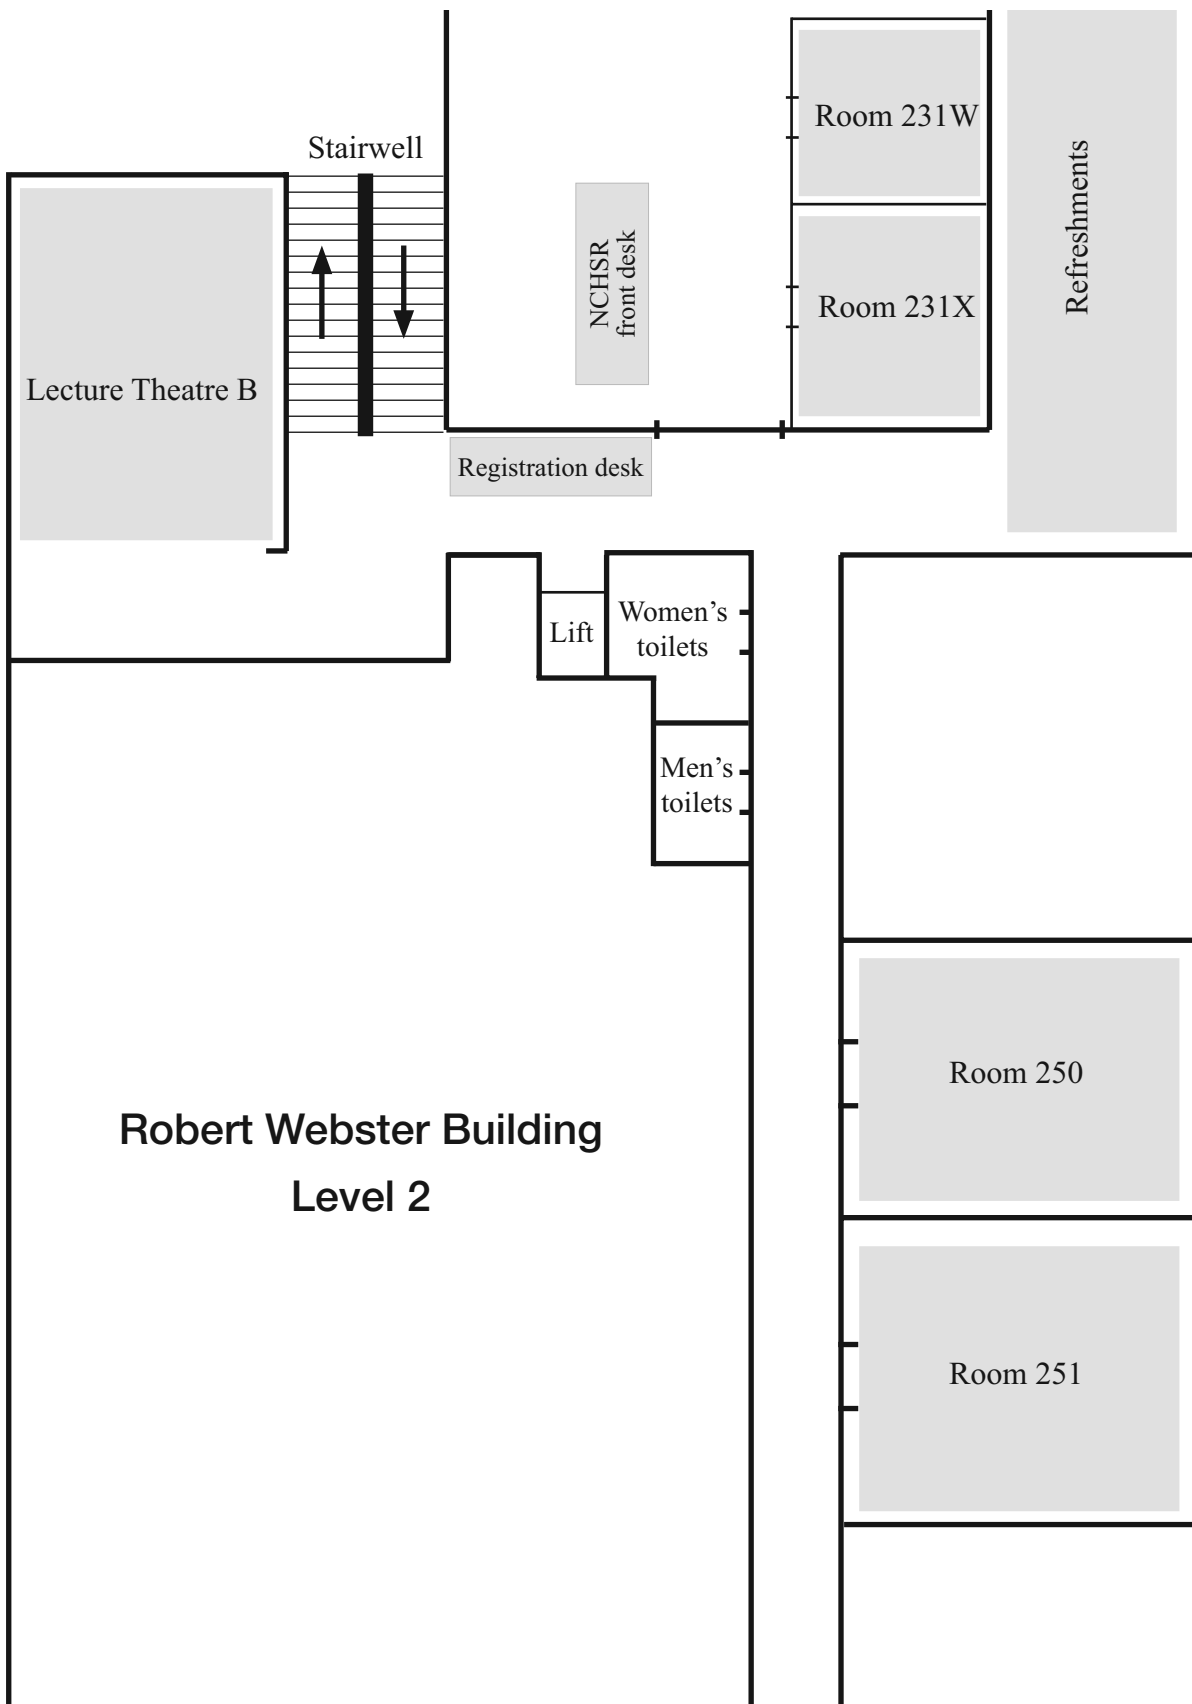 Room 231W
Stairwell
Refreshments
NCHSR
front desk
Room 231X
Lecture Theatre B
Registration desk
Women’s
toilets
Lift
Men’s
toilets
Room 250
Robert Webster Building
Level 2
Room 251